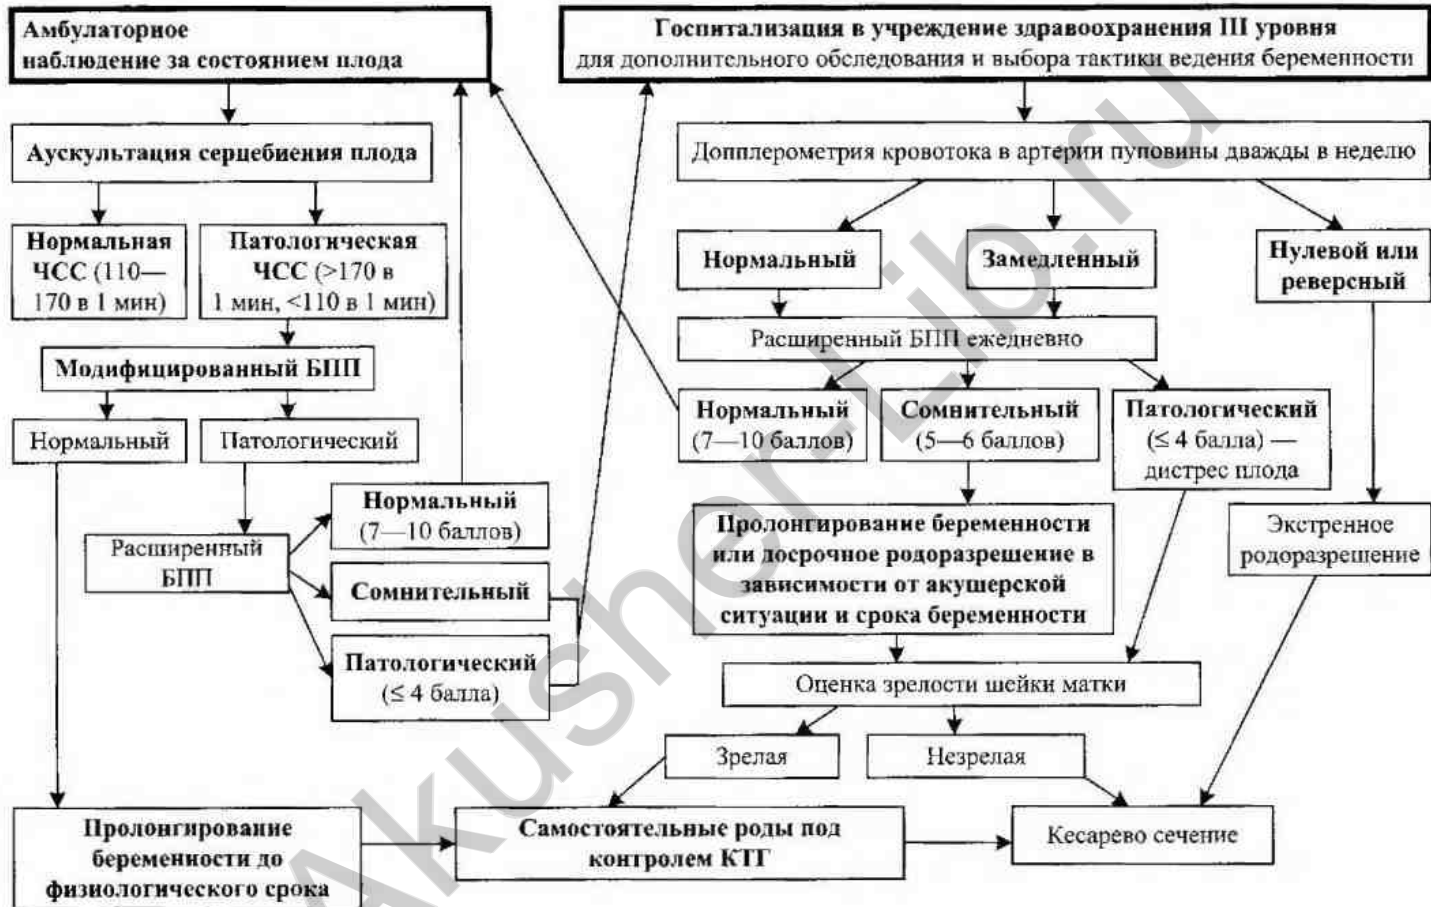 Амбулаторное
наблюдение за состоянием плода
Госпитализация в учреждение здравоохранения III уровня
для дополнительного обследования и выбора тактики ведения беременности
Аускультация серцебиения плода
Допплерометрия кровотока в артерии пуповины дважды в неделю
Нормальная
ЧСС (110—
170 в 1 мин)
Патологическая
ЧСС (>170 в
1 мин, <110 в 1 мин)
Нормальный
Замедленный
Нулевой или
реверсный
Модифицированный БПП
Расширенный БПП ежедневно
Нормальный
Патологический
Нормальный
(7—10 баллов)
Сомнительный
(5—6 баллов)
Патологический
(≤ 4 балла) —
дистрес плода
Расширенный
БПП
Нормальный
(7—10 баллов)
Сомнительный
Патологический
(≤ 4 балла)
Пролонгирование беременности
или досрочное родоразрешение в
зависимости от акушерской
ситуации и срока беременности
Экстренное
родоразрешение
Оценка зрелости шейки матки
Зрелая
Незрелая
Пролонгирование
беременности до
физиологического срока
Самостоятельные роды под
контролем КТГ
Кесарево сечение
Akusher-Lib.ru